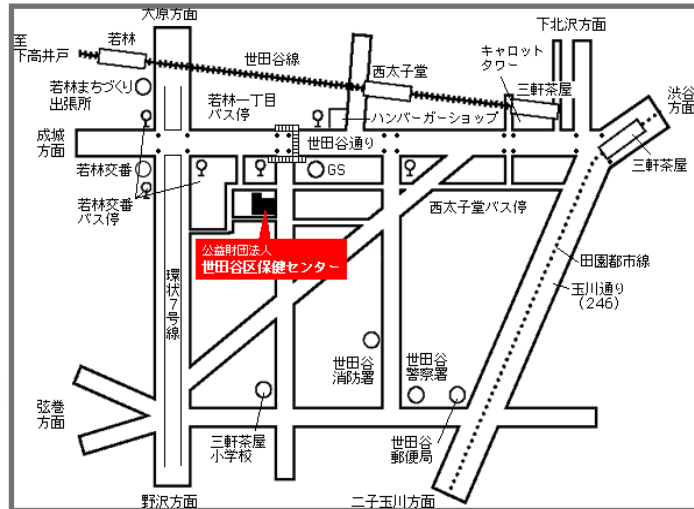 大原方面
下北沢方面
至
下高井戸
若林
世田谷線
西太子堂
キャロット
タワー
三軒茶屋
渋谷
方面
若林まちづくり
出張所
若林一丁目
バス停
ハンバーガーショップ
成城
方面
世田谷通り
三軒茶屋
若林交番
GS
若林交番
バス停
西太子堂バス停
公益財団法人
世田谷区保健センター
環状7号線
田園都市線
玉川通り
(246)
世田谷
消防署
世田谷
警察署
弦巻
方面
三軒茶屋
小学校
世田谷
郵便局
野沢方面
二子玉川方面